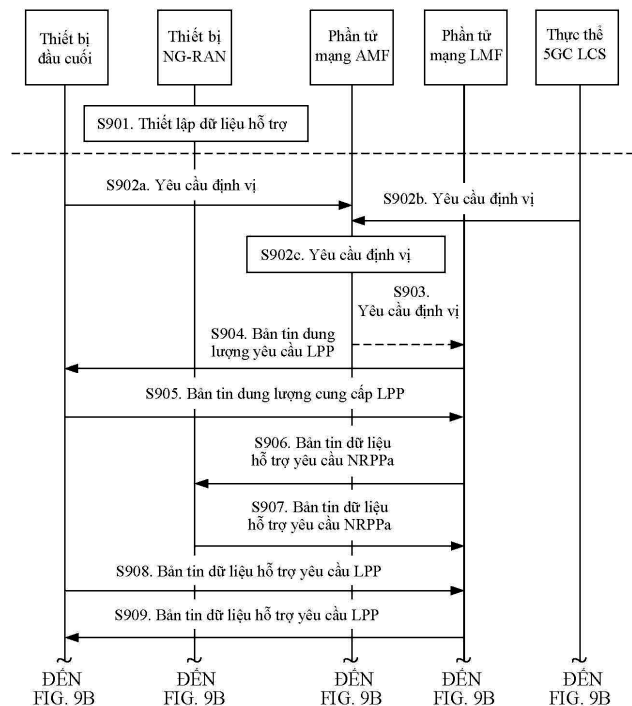 Thiết bị
đầu cuối
Thiết bị
NG-RAN
Phần tử
mạng AMF
Phần tử
mạng LMF
Thực thể
5GC LCS
S901. Thiết lập dữ liệu hỗ trợ
S902a. Yêu cầu định vị
S902b. Yêu cầu định vị
S902c. Yêu cầu định vị
S903.
Yêu cầu định vị
S904. Bản tin dung
lượng yêu cầu LPP
S905. Bản tin dung lượng cung cấp LPP
S906. Bản tin dữ liệu
hỗ trợ yêu cầu NRPPa
S907. Bản tin dữ liệu
hỗ trợ yêu cầu NRPPa
S908. Bản tin dữ liệu hỗ trợ yêu cầu LPP
S909. Bản tin dữ liệu hỗ trợ yêu cầu LPP
ĐẾN
FIG. 9B
ĐẾN
FIG. 9B
ĐẾN
FIG. 9B
ĐẾN
FIG. 9B
ĐẾN
FIG. 9B